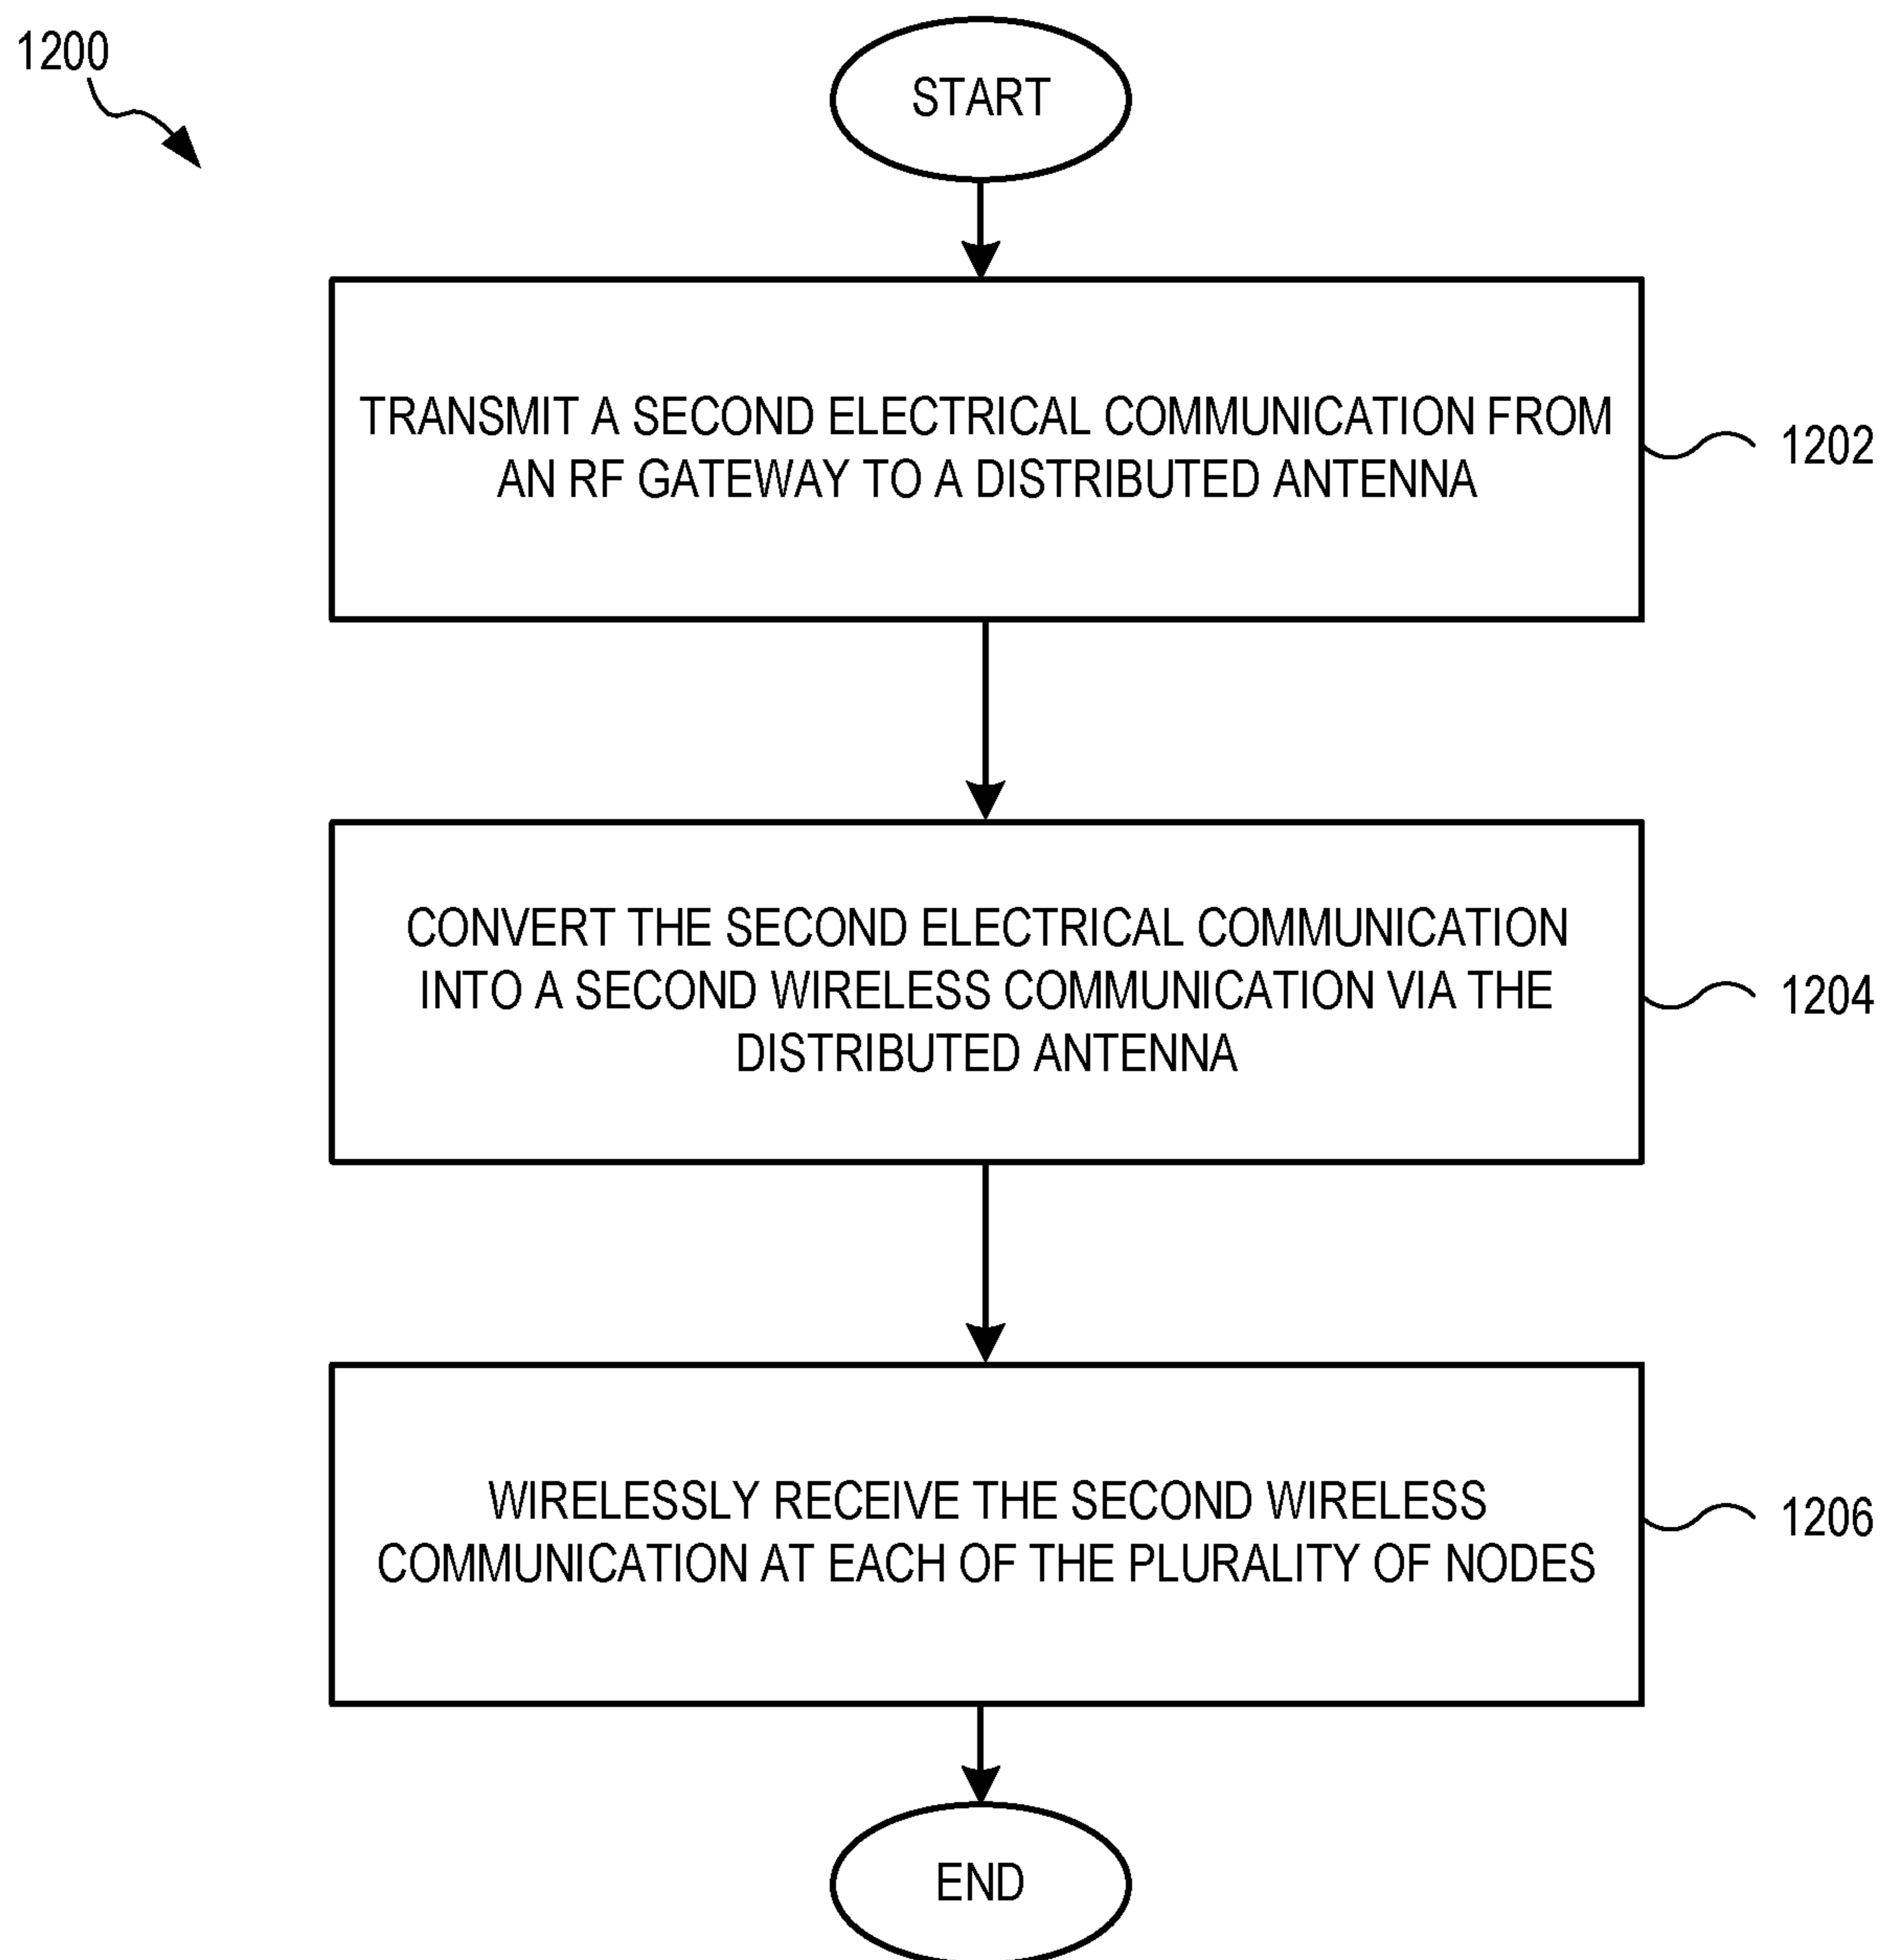 1200
START
TRANSMIT A SECOND ELECTRICAL COMMUNICATION FROM
AN RF GATEWAY TO A DISTRIBUTED ANTENNA
1202
CONVERT THE SECOND ELECTRICAL COMMUNICATION
INTO A SECOND WIRELESS COMMUNICATION VIA THE
DISTRIBUTED ANTENNA
1204
WIRELESSLY RECEIVE THE SECOND WIRELESS
COMMUNICATION AT EACH OF THE PLURALITY OF NODES
1206
END